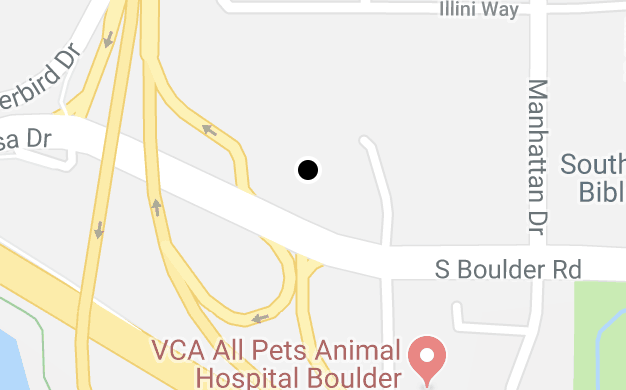 Illini Way
erbird Dr
sa Dr
Manhattan Dr
South
Bibl
S Boulder Rd
VCA All Pets Animal
Hospital Boulder